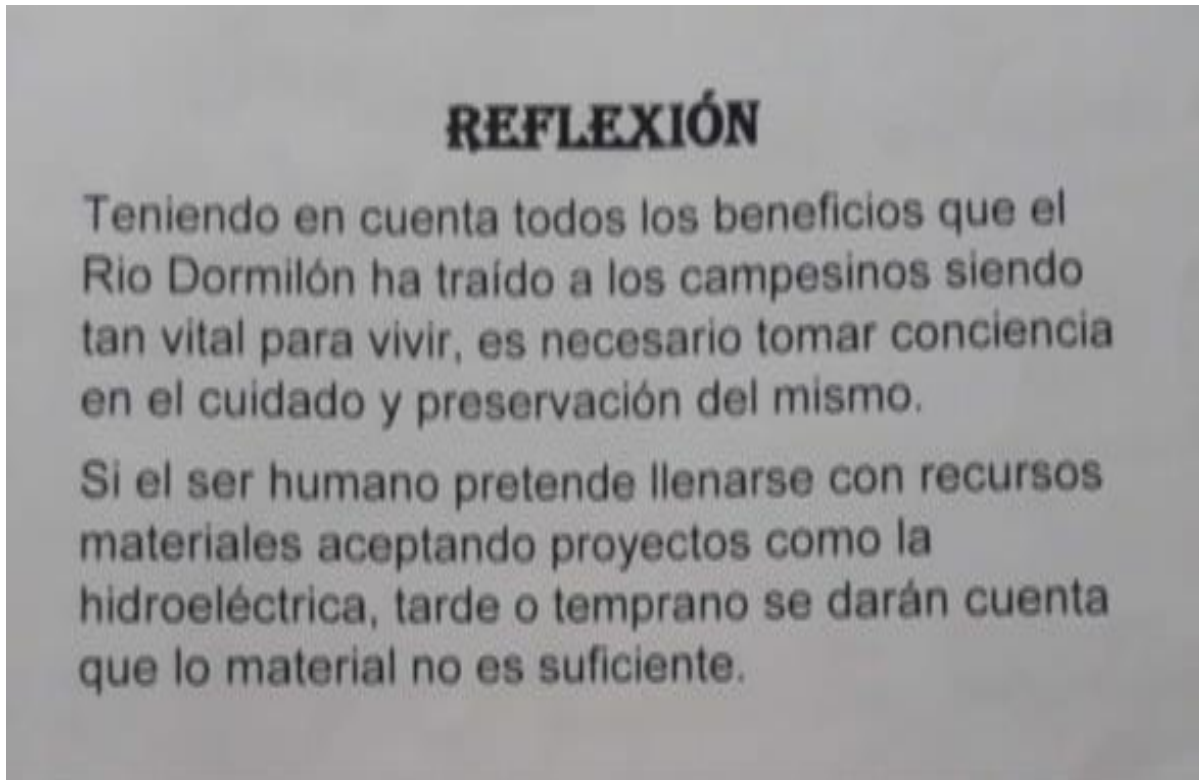 REFLEXIÓN
Teniendo en cuenta todos los beneficios que el
Rio Dormilón ha traído a los campesinos siendo
tan vital para vivir, es necesario tomar conciencia
en el cuidado y preservación del mismo.
Si el ser humano pretende llenarse con recursos
materiales aceptando proyectos como la
hidroeléctrica, tarde o temprano se darán cuenta
que lo material no es suficiente.